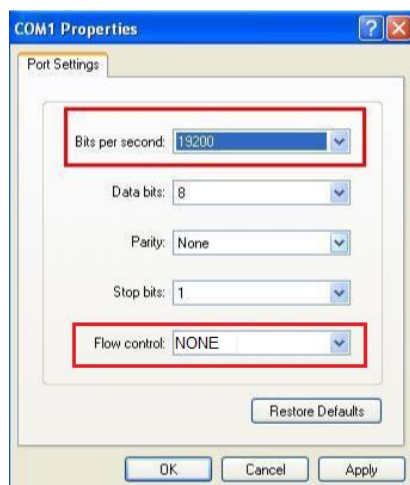 COM1 Properties
Port Settings
Bits per second: 19200
Data bits: 8
Parity: None
Stop bits: 1
Flow control: NONE
Restore Defaults
OK Cancel Apply